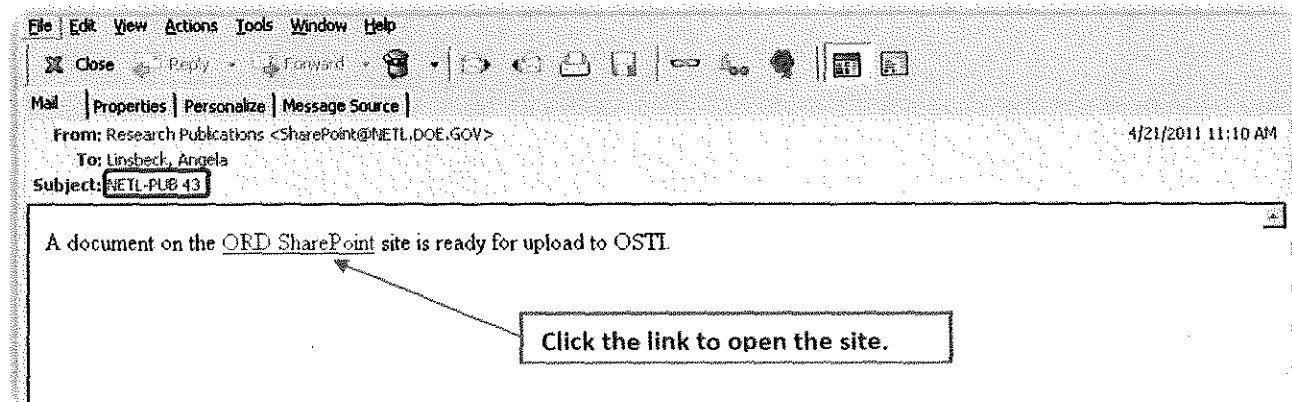 File Edit View Actions Tools Window Help
Close Reply Forward
Mail Properties Personalize Message Source
From: Research Publications <SharePoint@NETL.DOE.GOV> 4/21/2011 11:10 AM
To: Linsbeck, Angela
Subject: NETL-PUB 43
A document on the ORD SharePoint site is ready for upload to OSTI.
Click the link to open the site.